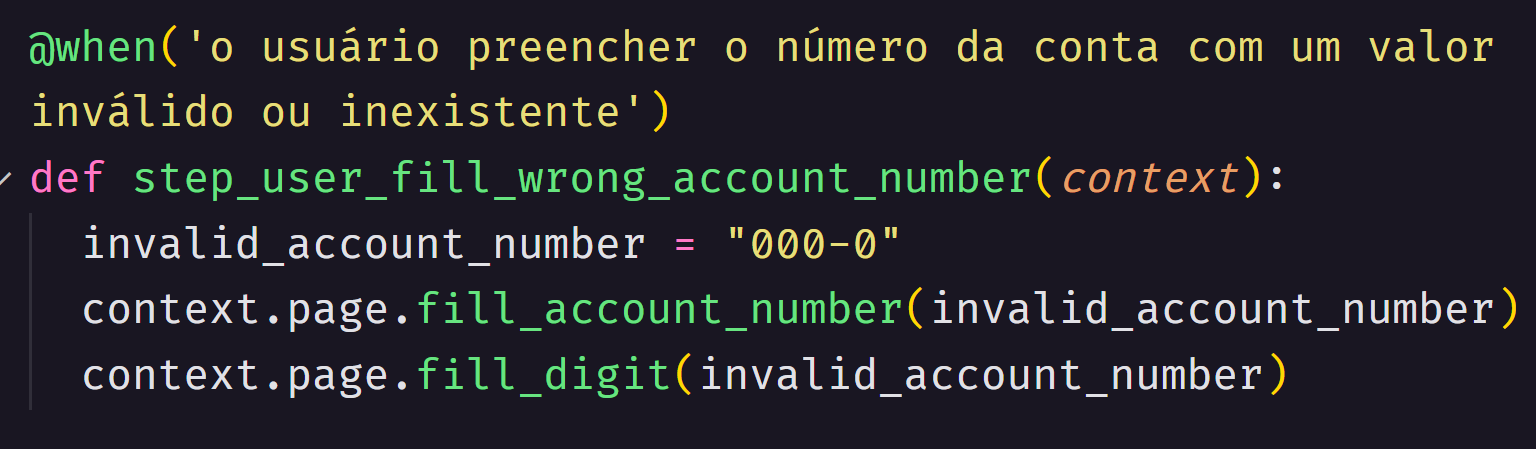 @when('o usuário preencher o número da conta com um valor
inválido ou inexistente')
def step_user_fill_wrong_account_number(context):
  invalid_account_number = "000-0"
  context.page.fill_account_number(invalid_account_number)
  context.page.fill_digit(invalid_account_number)